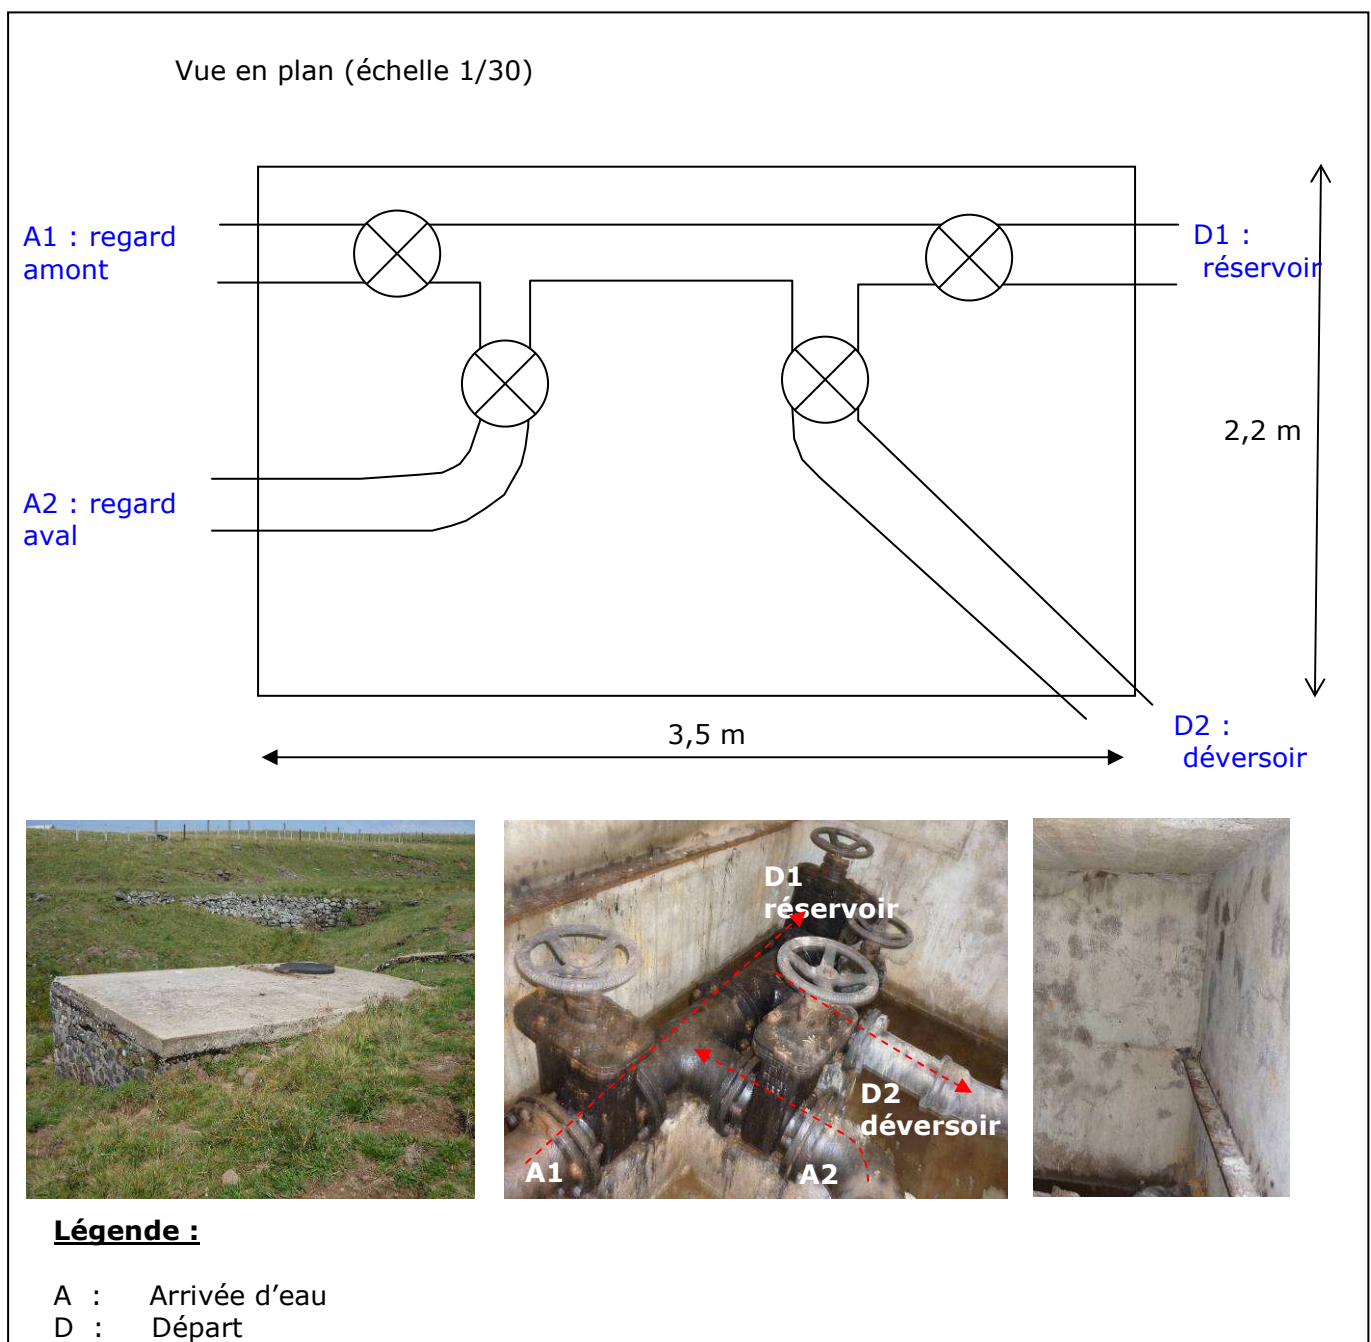 Vue en plan (échelle 1/30)
A1 : regard
amont
D1 :
réservoir
2,2 m
A2 : regard
aval
3,5 m
D2 :
déversoir
D1
réservoir
D2
déversoir
A1
A2
Légende :
A : Arrivée d'eau
D : Départ